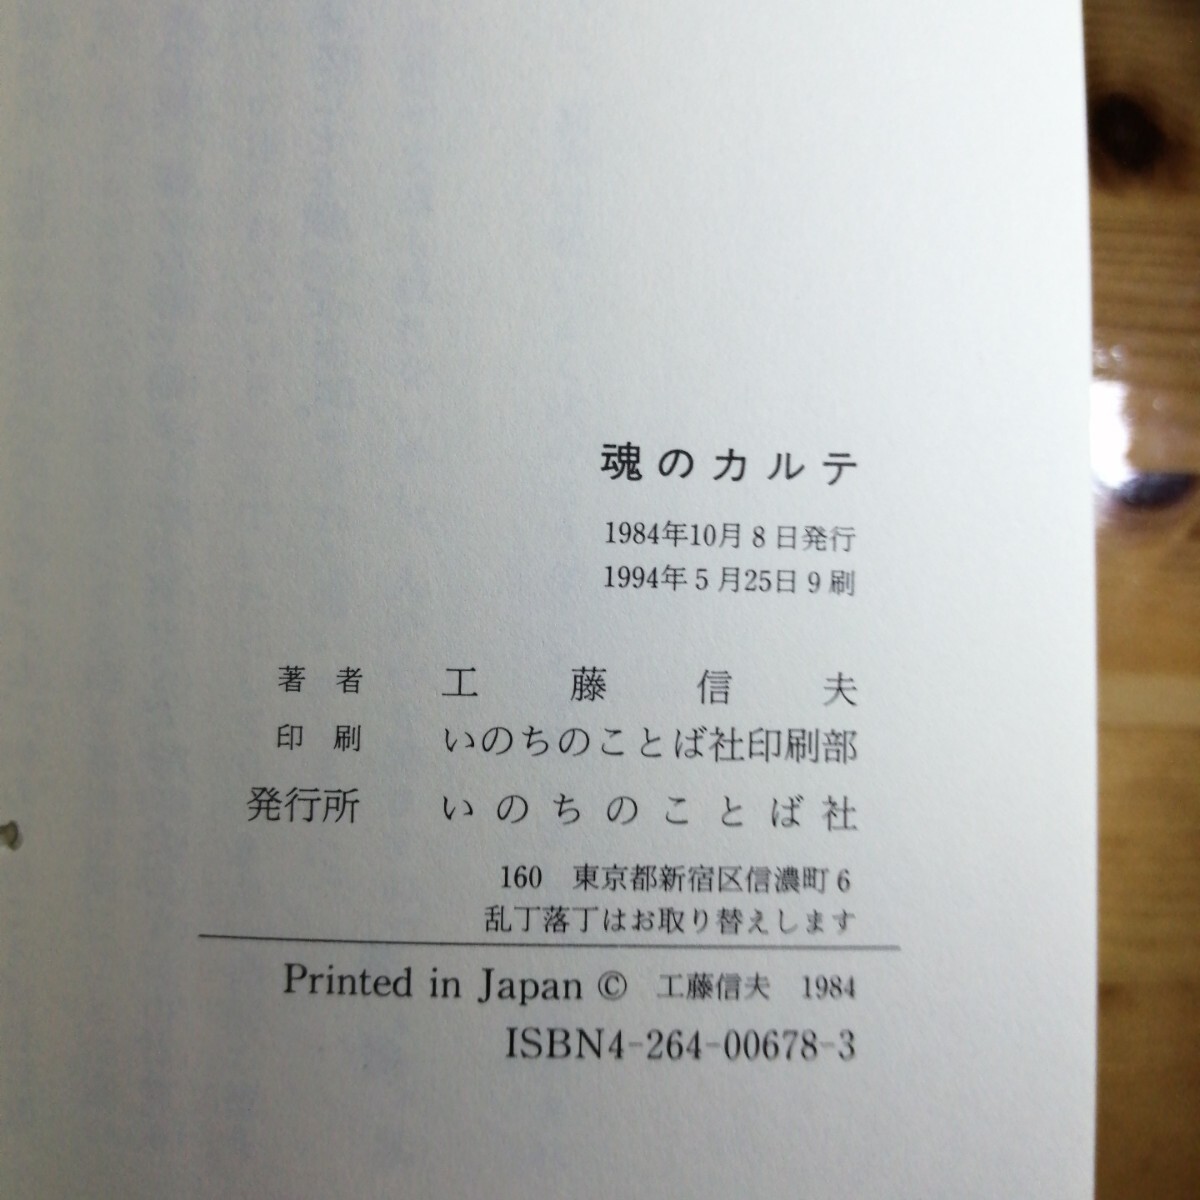 魂のカルテ
1984年10月8日発行
1994年5月25日9刷
著者 工藤信夫
印刷 いのちのことば社印刷部
発行所 いのちのことば社
160 東京都新宿区信濃町6
乱丁落丁はお取り替えします
Printed in Japan © 工藤信夫 1984
ISBN4-264-00678-3